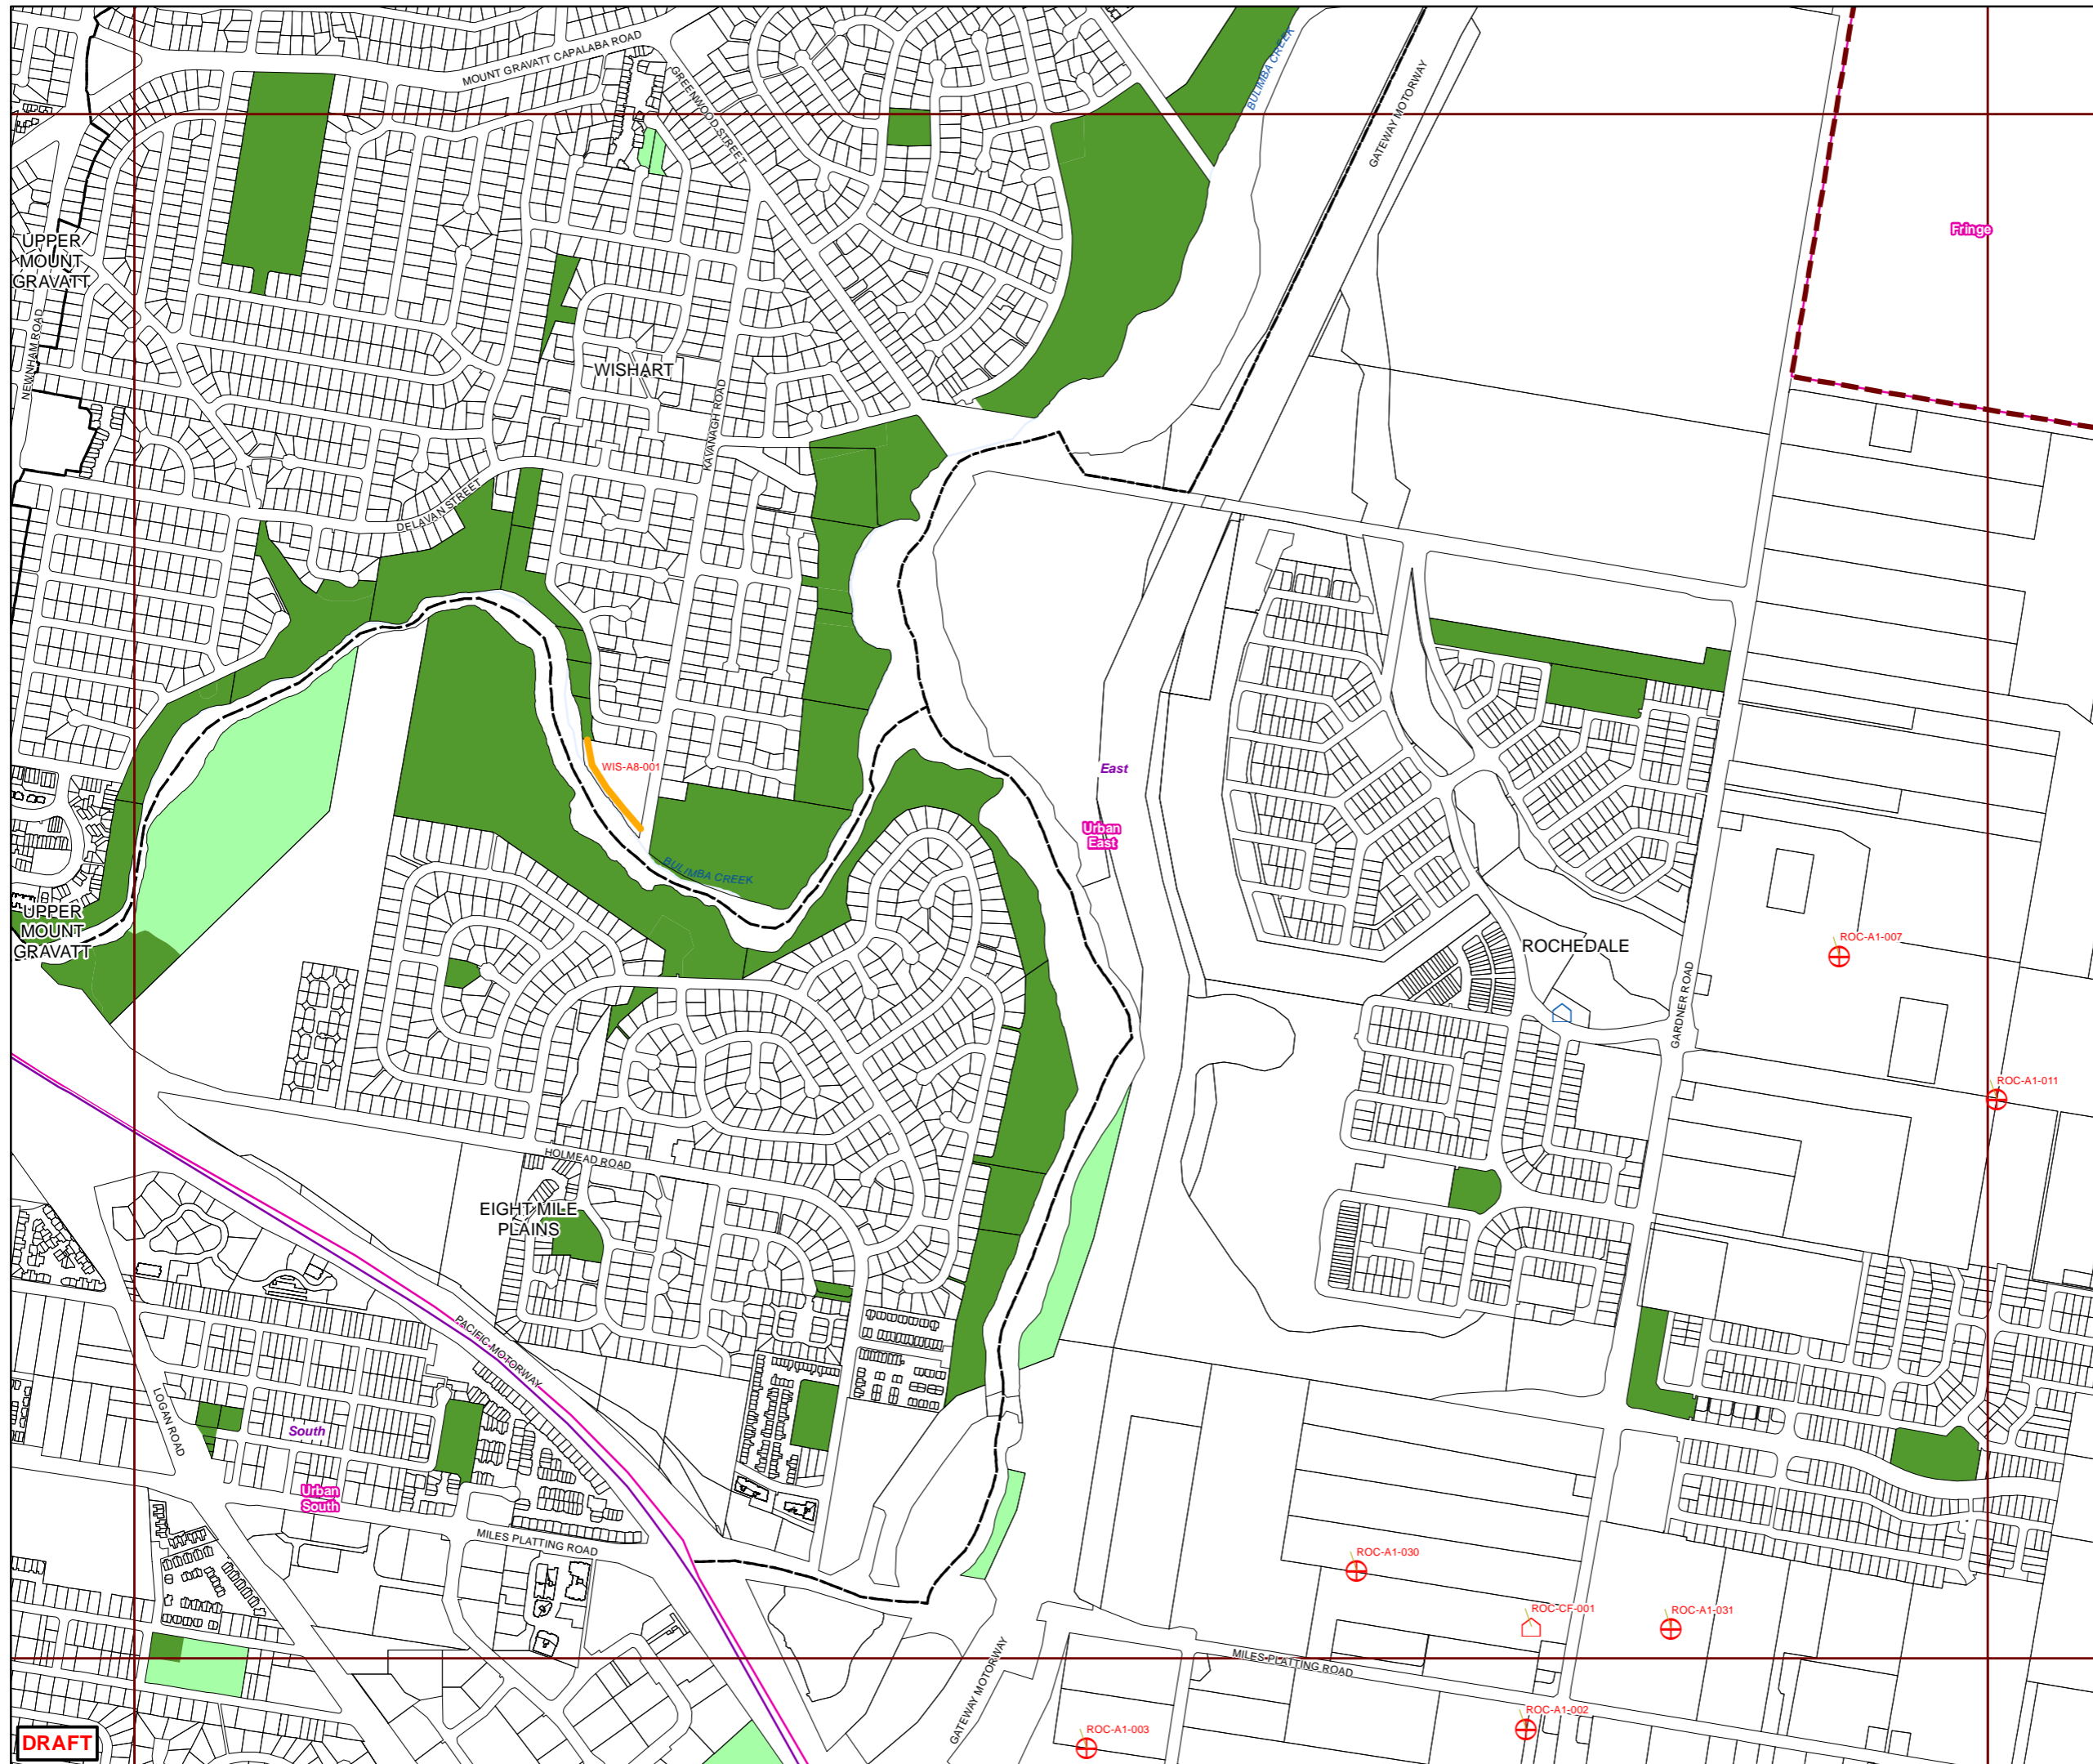 MOUNT GRAVATT CAPALABA ROAD
GREENWOOD STREET
BULIMBA CREEK
GATEWAY MOTORWAY
Fringe
UPPER
MOUNT
GRAVATT
NEWNHAM ROAD
WISHART
KAVANAGH ROAD
DELAVAN STREET
WIS-A8-001
East
Urban
East
BULIMBA CREEK
UPPER
MOUNT
GRAVATT
ROCHEDALE
ROC-A1-007
GARDNER ROAD
ROC-A1-011
HOLMEAD ROAD
EIGHT MILE
PLAINS
PACIFIC MOTORWAY
LOGAN ROAD
South
Urban
South
MILES PLATTING ROAD
ROC-A1-030
ROC-CF-001
ROC-A1-031
MILES PLATTING ROAD
GATEWAY MOTORWAY
ROC-A1-002
ROC-A1-003
DRAFT